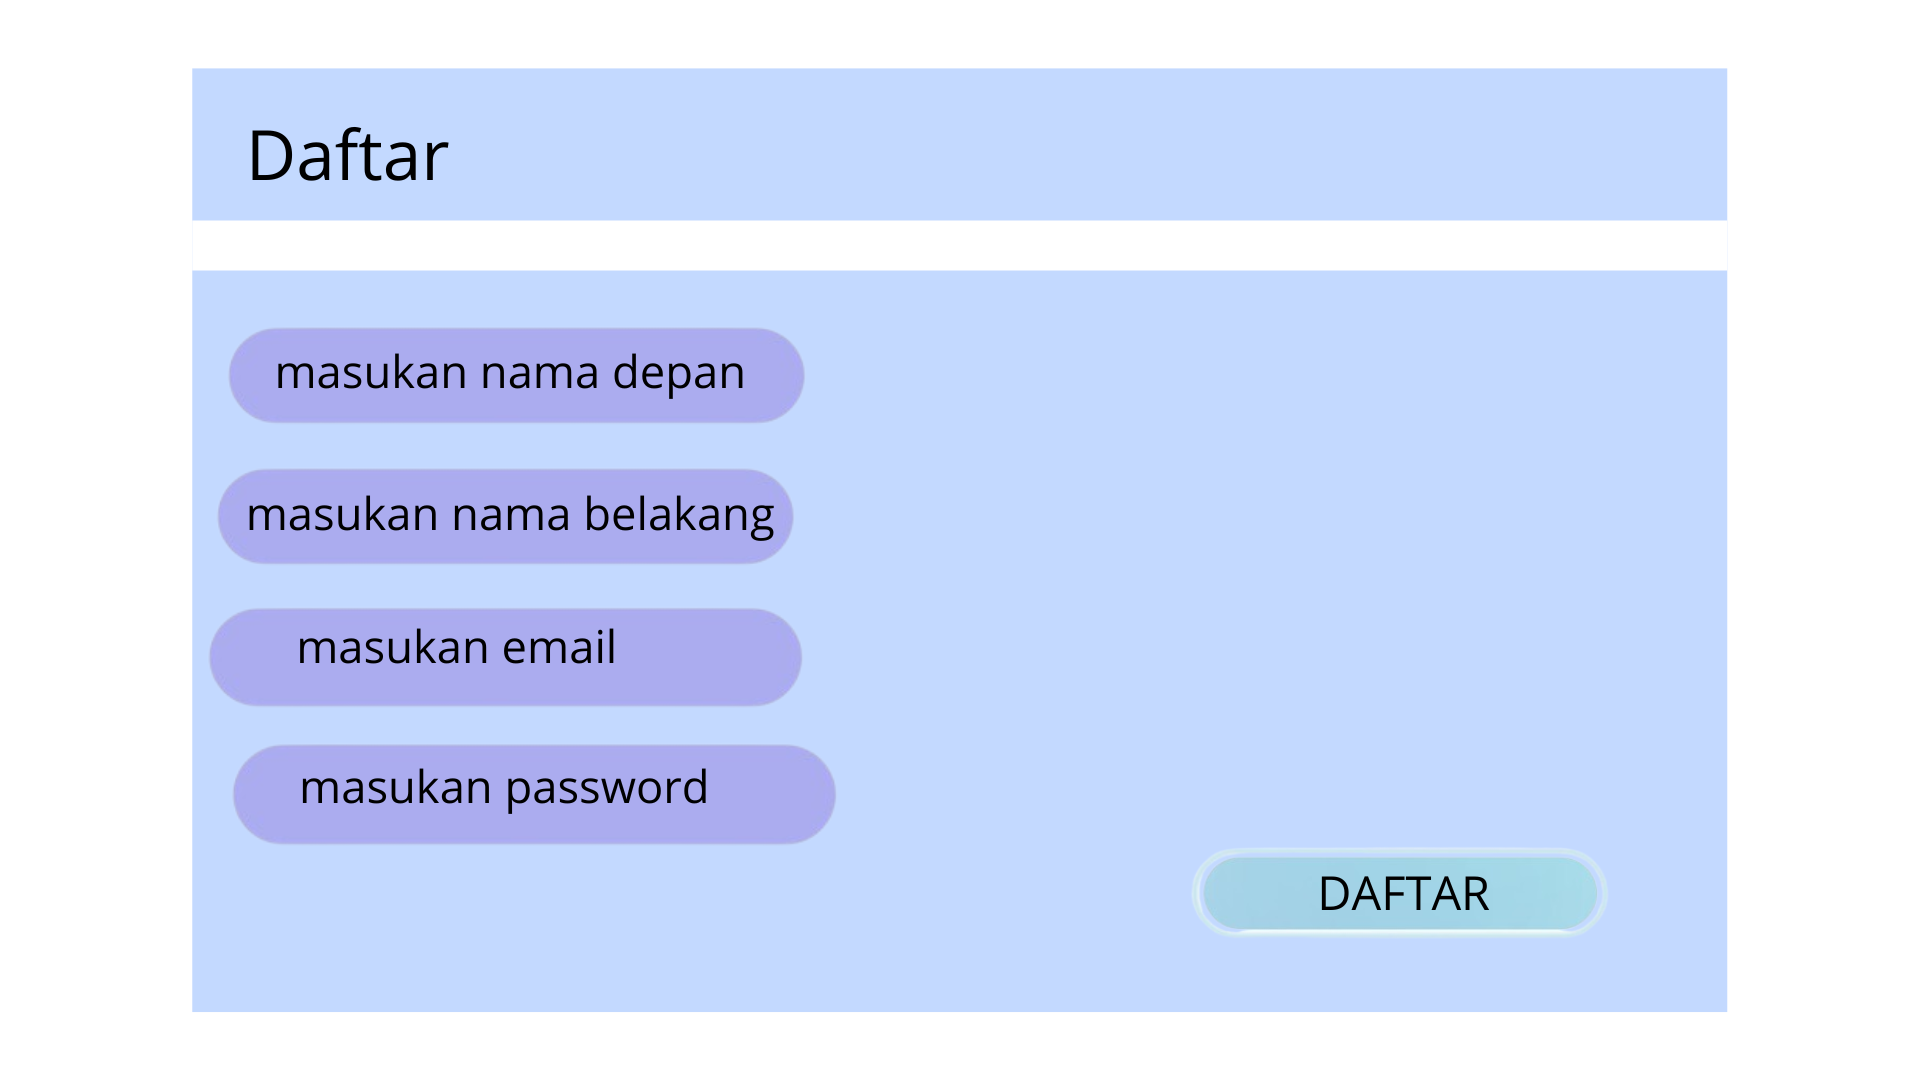 Daftar
masukan nama depan
masukan nama belakang
masukan email
masukan password
DAFTAR